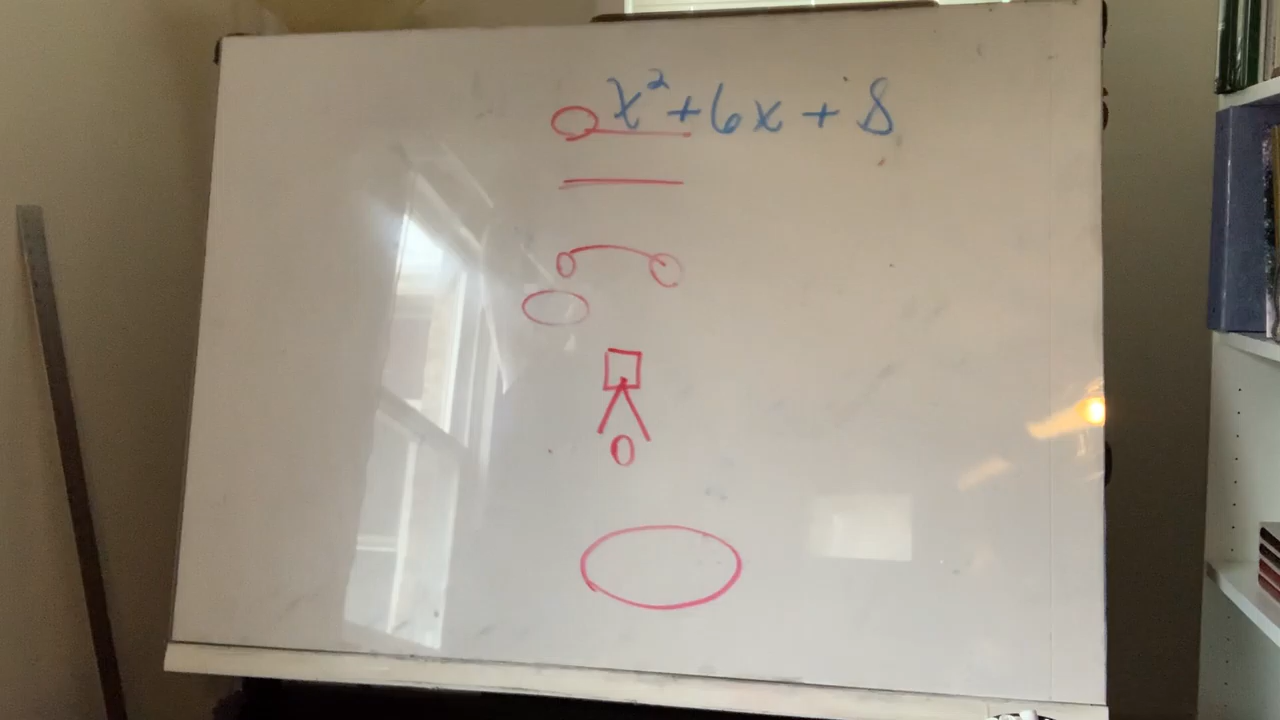 x² + 6x + 8